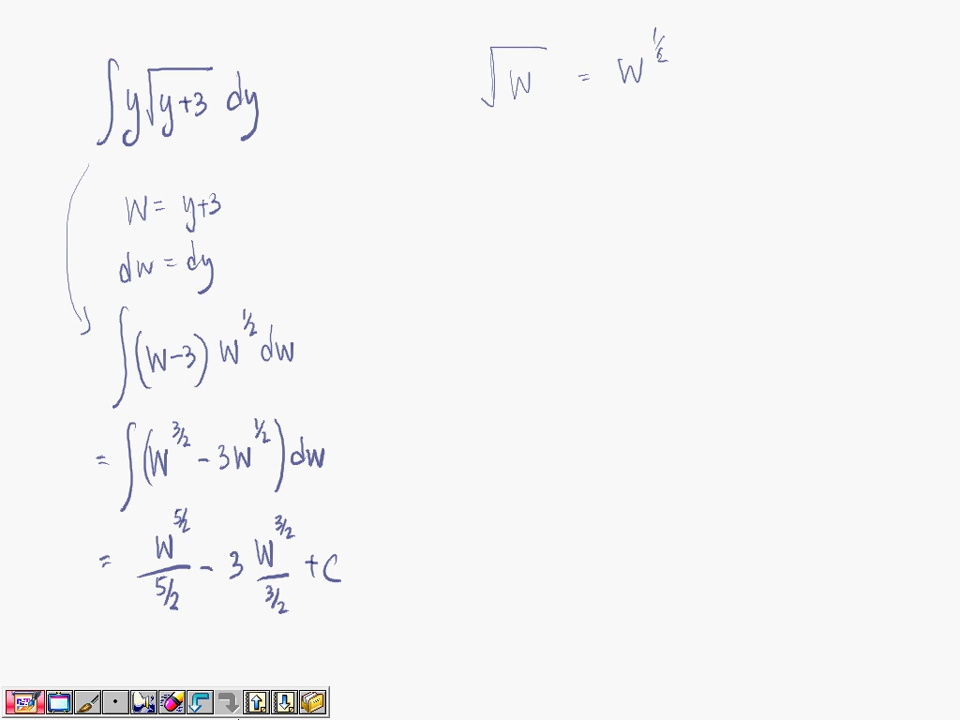 ∫ y√(y+3) dy
√W = W^(1/2)
W = y+3
dw = dy
∫ (W-3) W^(1/2) dw
= ∫ (W^(3/2) - 3W^(1/2)) dw
= W^(5/2) / (5/2) - 3 W^(3/2) / (3/2) + C